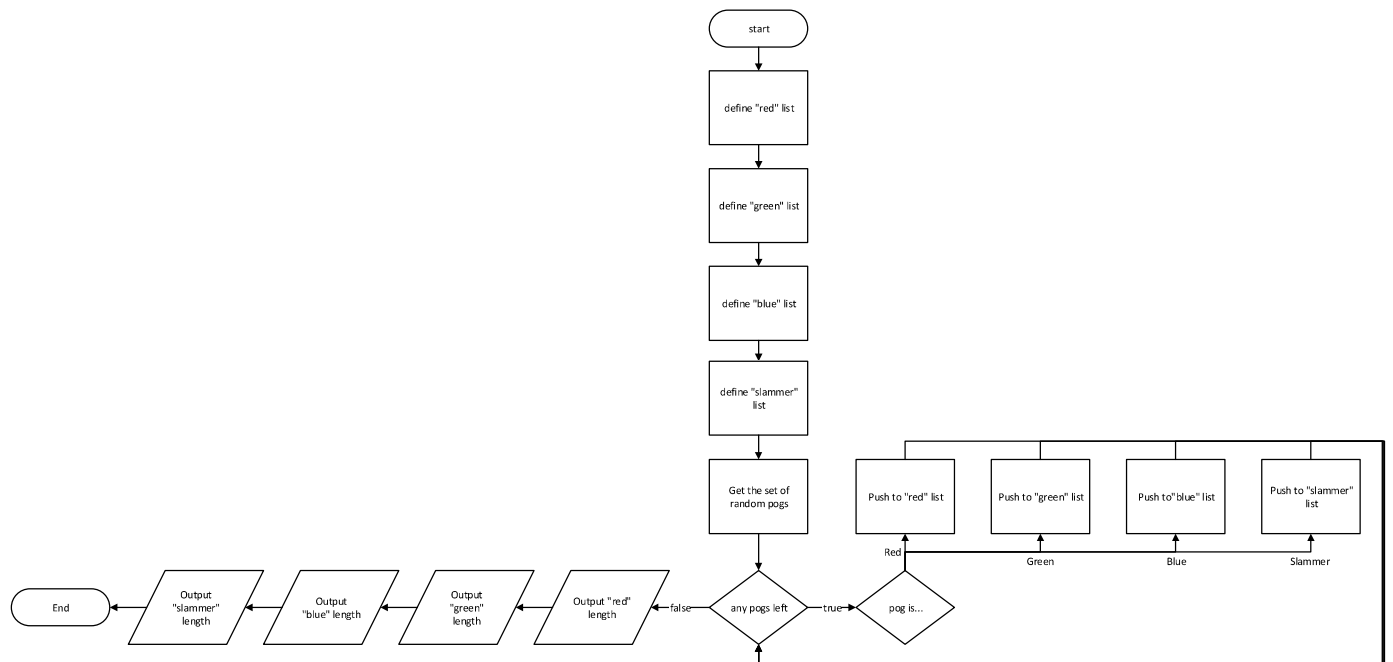 start
define "red" list
define "green" list
define "blue" list
define "slammer"
list
Get the set of
random pogs
Push to "red" list
Push to "green" list
Push to"blue" list
Push to "slammer"
list
Red
Green
Blue
Slammer
End
Output
"slammer"
length
Output
"blue" length
Output
"green"
length
Output "red"
length
false
any pogs left
true
pog is...